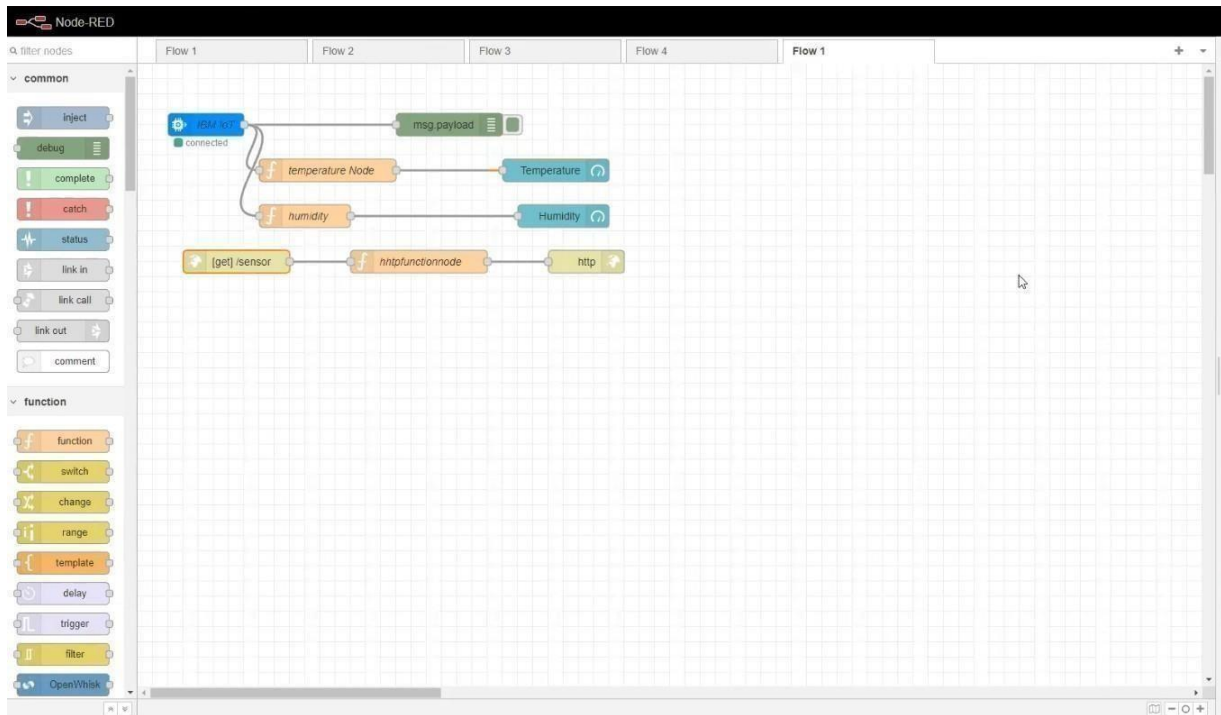 Node-RED
filter nodes
Flow 1
Flow 2
Flow 3
Flow 4
Flow 1
common
inject
debug
complete
catch
status
link in
link call
link out
comment
function
function
switch
change
range
template
delay
trigger
filter
OpenWhisk
IBM IoT
connected
msg.payload
temperature Node
Temperature
humidity
Humidity
[get] /sensor
hhtpfunctionnode
http